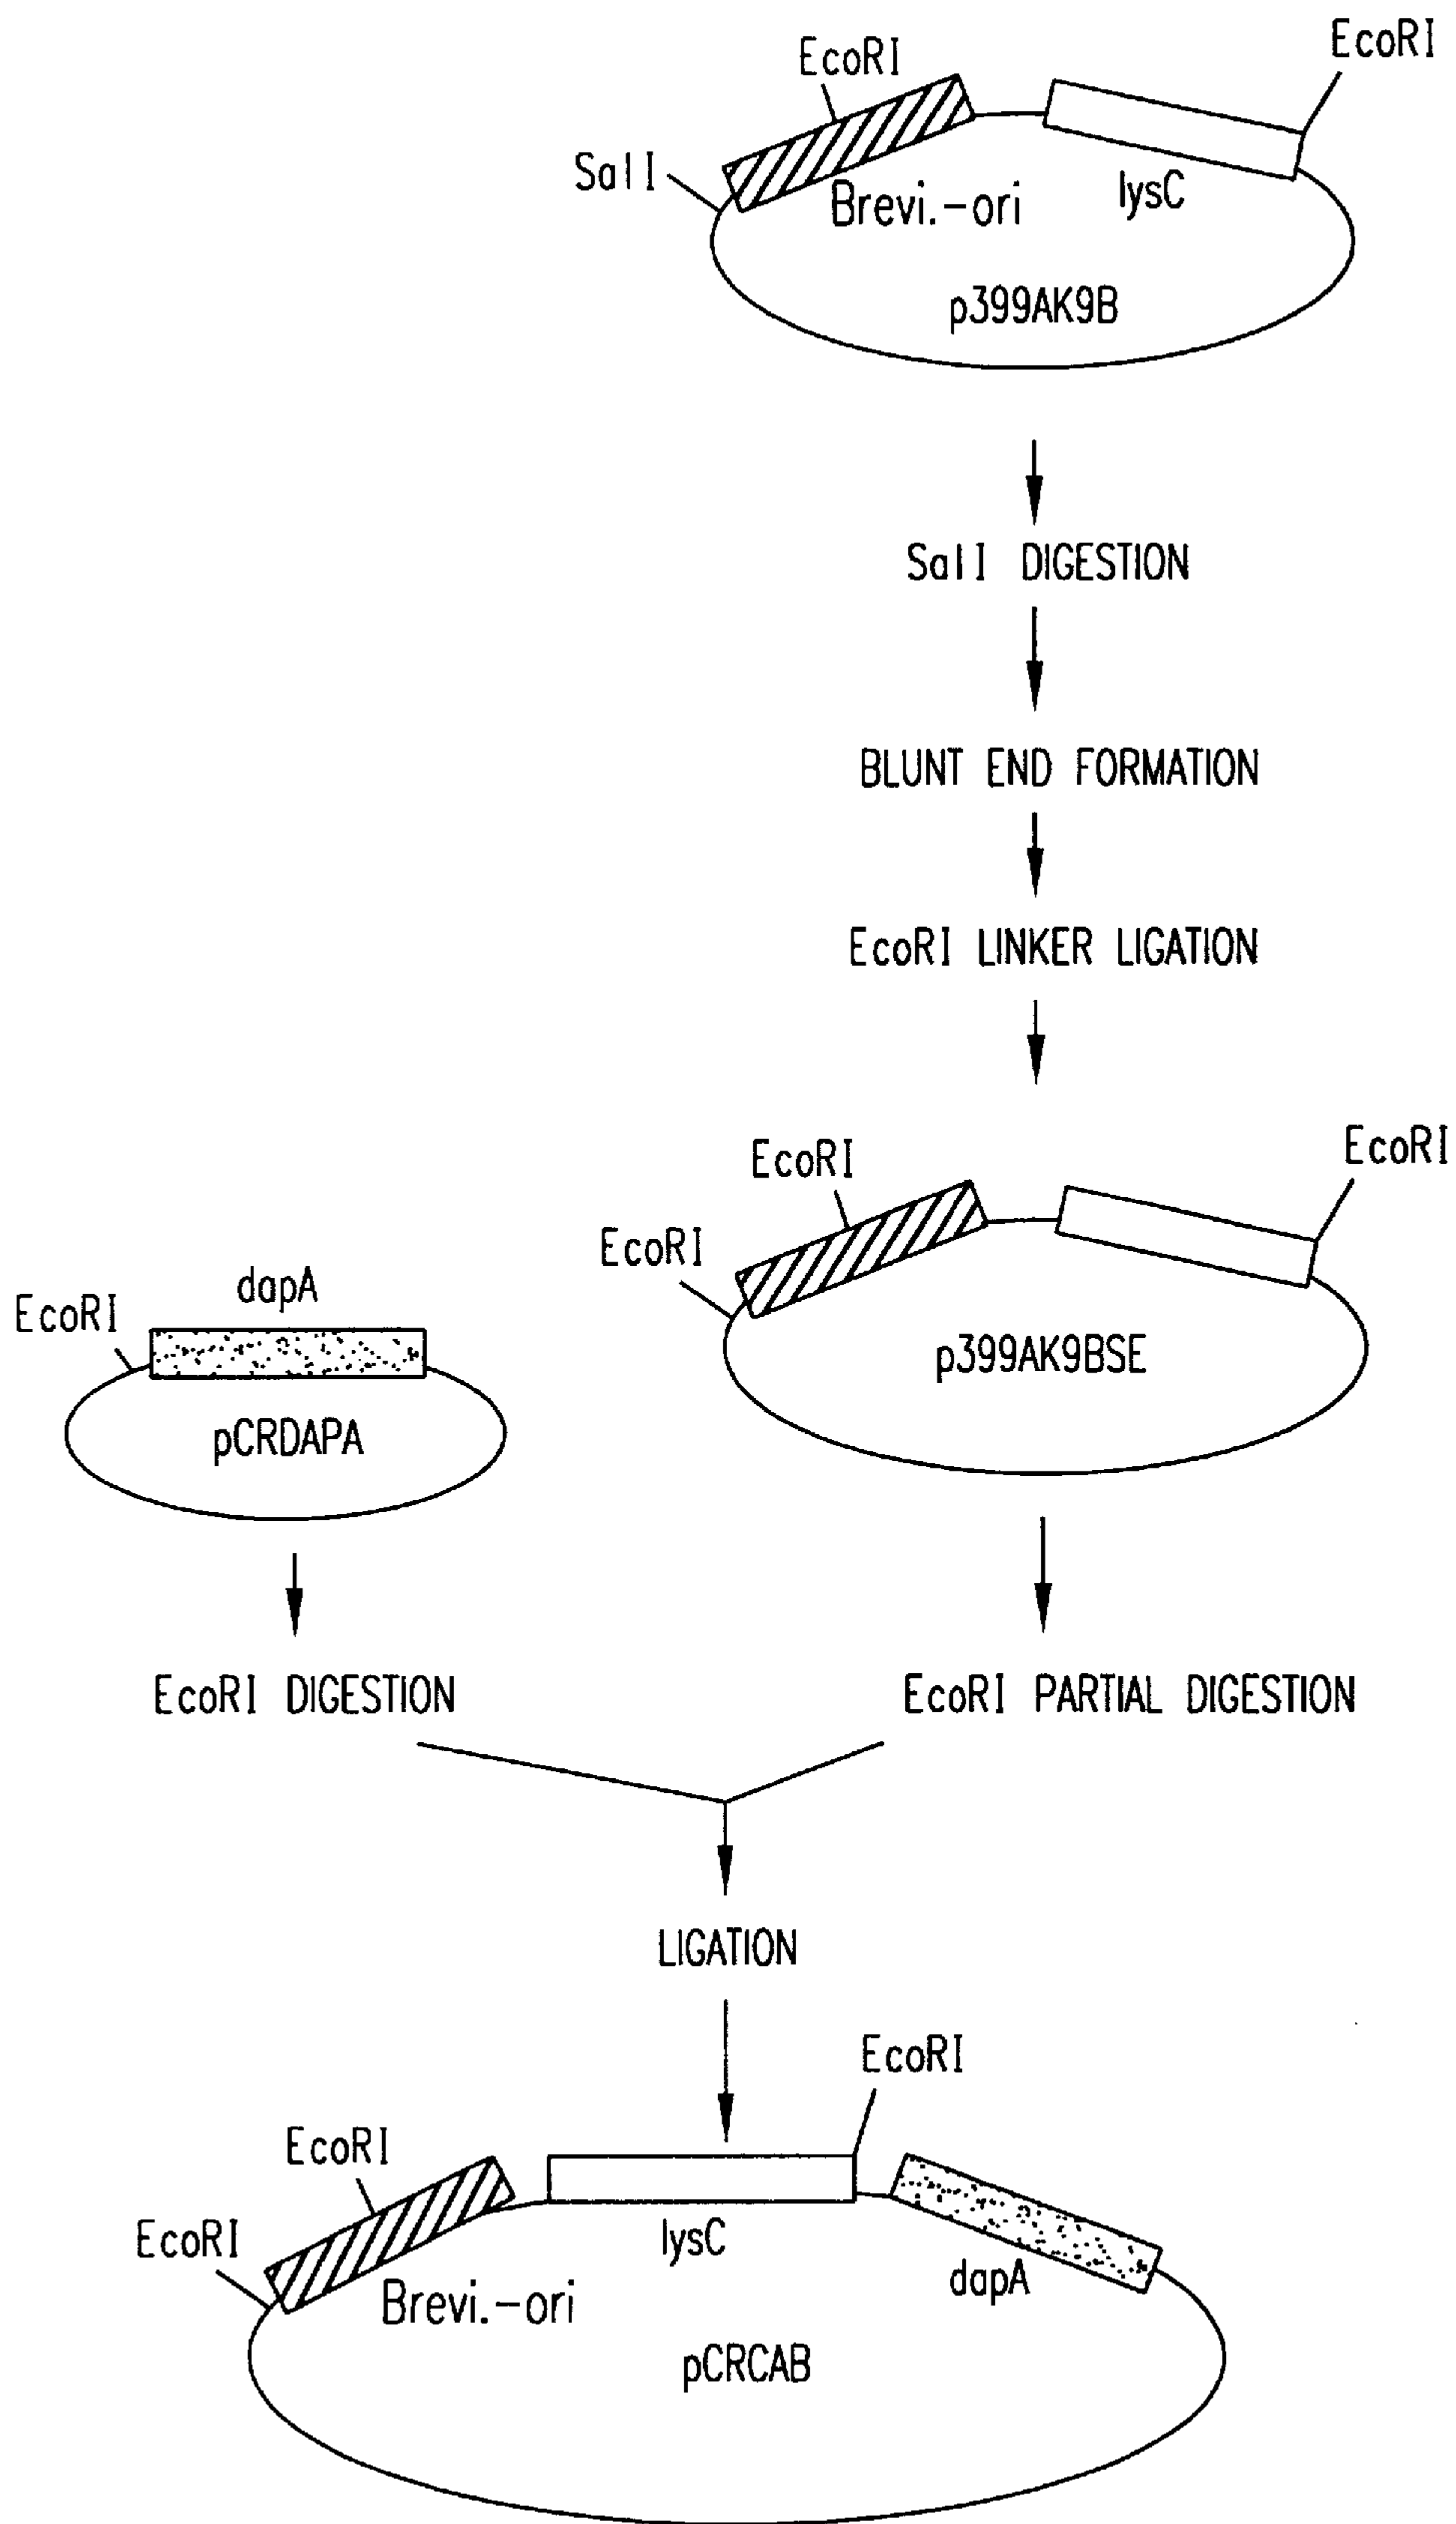 EcoRI
EcoRI
SalI
Brevi.-ori
lysC
p399AK9B
SalI DIGESTION
BLUNT END FORMATION
EcoRI LINKER LIGATION
EcoRI
EcoRI
EcoRI
p399AK9BSE
dapA
EcoRI
pCRDAPA
EcoRI DIGESTION
EcoRI PARTIAL DIGESTION
LIGATION
EcoRI
EcoRI
EcoRI
lysC
Brevi.-ori
dapA
pCRCAB